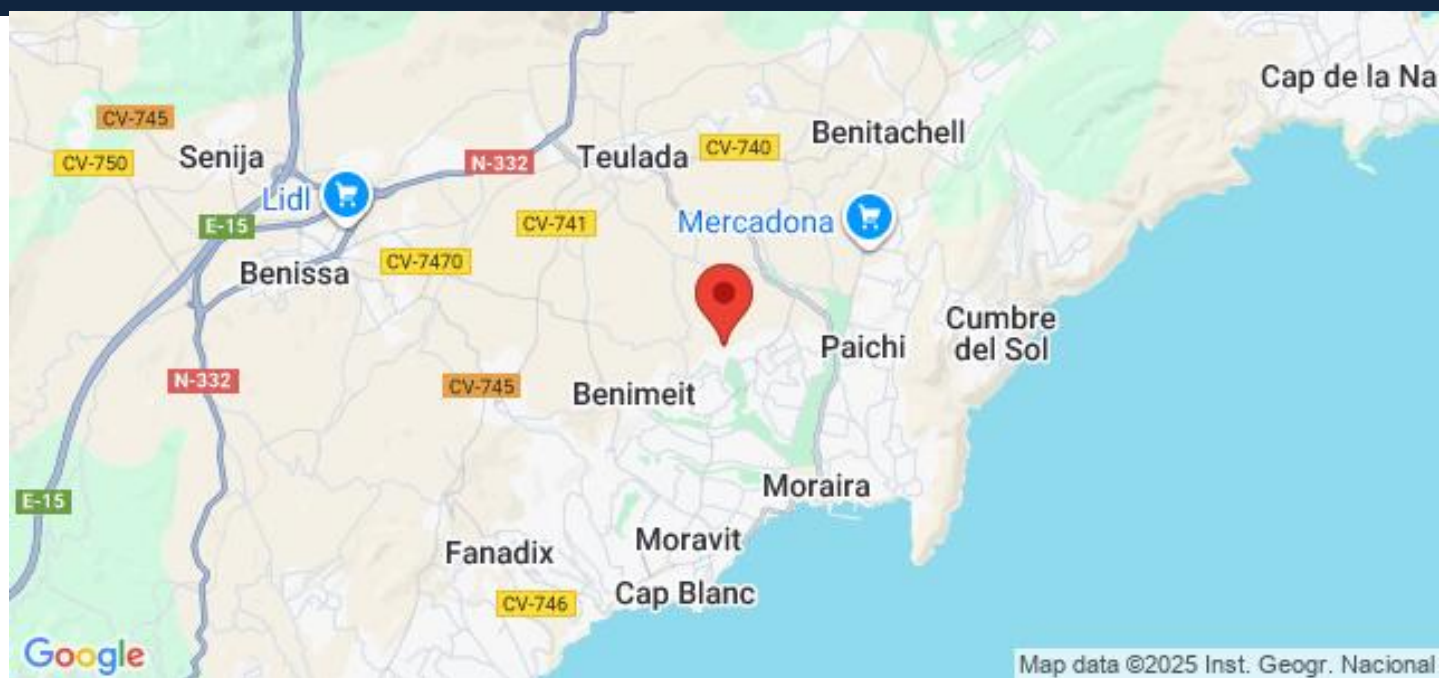 Cap de la Na
CV-745
Benitachell
Senija
CV-750
N-332
Teulada
CV-740
Lidl
E-15
CV-741
Mercadona
Benissa
CV-7470
Cumbre
del Sol
Paichi
N-332
CV-745
Benimeit
Moraira
E-15
Moravit
Fanadix
Cap Blanc
CV-746
Google
Map data ©2025 Inst. Geogr. Nacional